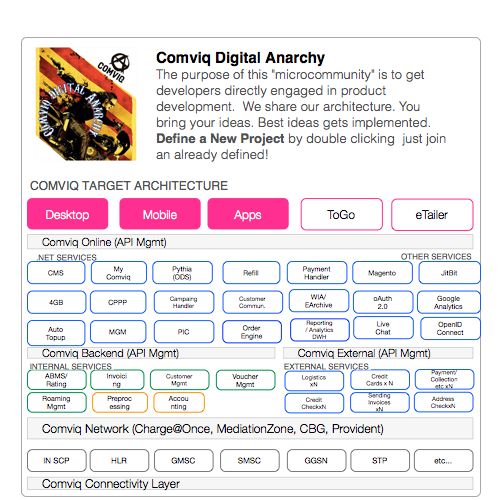 COMVIQ
COMVIQ DIGITAL ANARCHY
Comviq Digital Anarchy
The purpose of this "microcommunity" is to get
developers directly engaged in product
development. We share our architecture. You
bring your ideas. Best ideas gets implemented.
Define a New Project by double clicking just join
an already defined!
COMVIQ TARGET ARCHITECTURE
Desktop
Mobile
Apps
ToGo
eTailer
Comviq Online (API Mgmt)
.NET SERVICES
OTHER SERVICES
CMS
My
Comviq
Pythia
(ODS)
Refill
Payment
Handler
Magento
JitBit
4GB
CPPP
Campaing
Handler
Customer
Commun.
WIA/
EArchive
oAuth
2.0
Google
Analytics
Auto
Topup
MGM
PIC
Order
Engine
Reporting
/ Analytics
DWH
Live
Chat
OpenID
Connect
Comviq Backend (API Mgmt)
Comviq External (API Mgmt)
INTERNAL SERVICES
EXTERNAL SERVICES
ABMS/
Rating
Invoici
ng
Customer
Mgmt
Voucher
Mgmt
Logistics
xN
Credit
Cards x N
Payment/
Collection
etc xN
Roaming
Mgmt
Preproc
essing
Accou
nting
Credit
CheckxN
Sending
Invoices
xN
Address
CheckxN
Comviq Network (Charge@Once, MediationZone, CBG, Provident)
IN SCP
HLR
GMSC
SMSC
GGSN
STP
etc...
Comviq Connectivity Layer